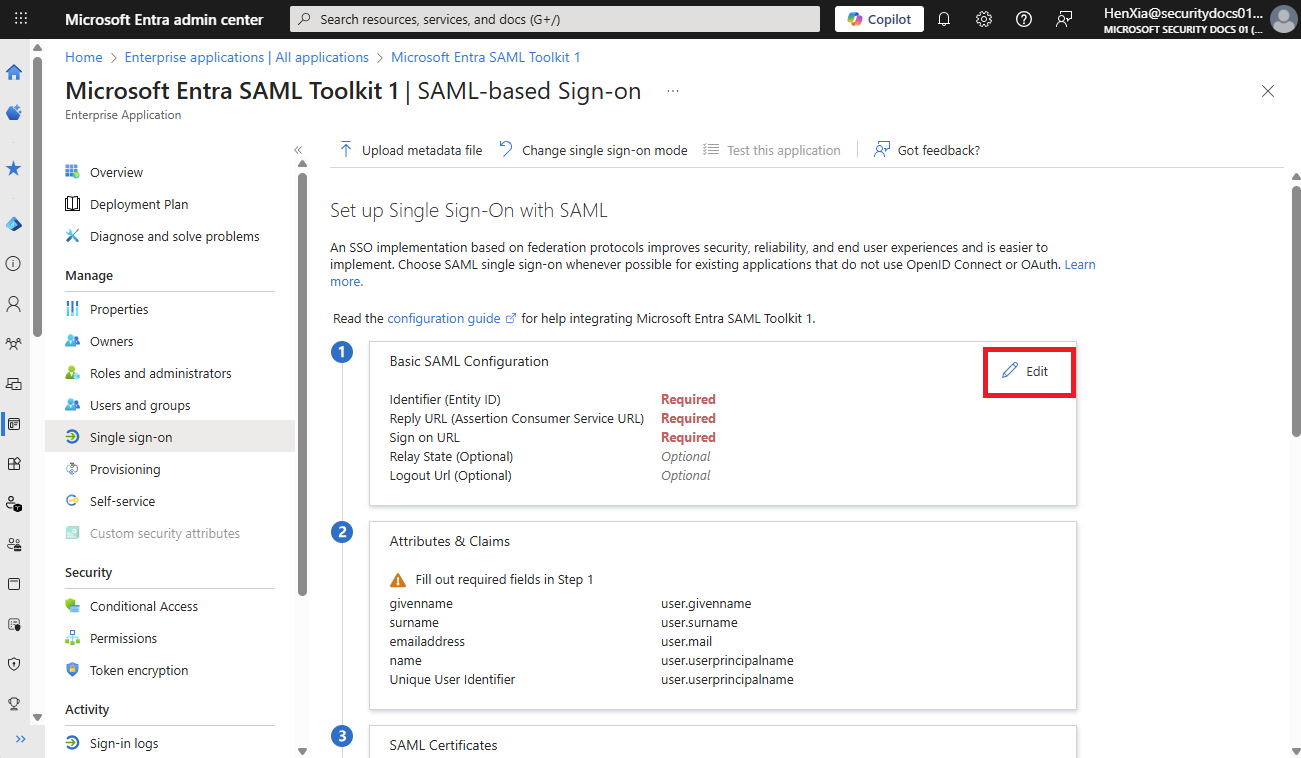 Microsoft Entra admin center
Search resources, services, and docs (G+/)
Copilot
HenXia@securitydocs01...
MICROSOFT SECURITY DOCS 01 (...
Home > Enterprise applications | All applications > Microsoft Entra SAML Toolkit 1
Microsoft Entra SAML Toolkit 1 | SAML-based Sign-on ...
Enterprise Application
Overview
Deployment Plan
Diagnose and solve problems
Manage
Properties
Owners
Roles and administrators
Users and groups
Single sign-on
Provisioning
Self-service
Custom security attributes
Security
Conditional Access
Permissions
Token encryption
Activity
Sign-in logs
Upload metadata file Change single sign-on mode Test this application Got feedback?
Set up Single Sign-On with SAML
An SSO implementation based on federation protocols improves security, reliability, and end user experiences and is easier to
implement. Choose SAML single sign-on whenever possible for existing applications that do not use OpenID Connect or OAuth. Learn
more.
Read the configuration guide for help integrating Microsoft Entra SAML Toolkit 1.
1
Basic SAML Configuration
Edit
Identifier (Entity ID) Required
Reply URL (Assertion Consumer Service URL) Required
Sign on URL Required
Relay State (Optional) Optional
Logout Url (Optional) Optional
2
Attributes & Claims
Fill out required fields in Step 1
givenname user.givenname
surname user.surname
emailaddress user.mail
name user.userprincipalname
Unique User Identifier user.userprincipalname
3
SAML Certificates